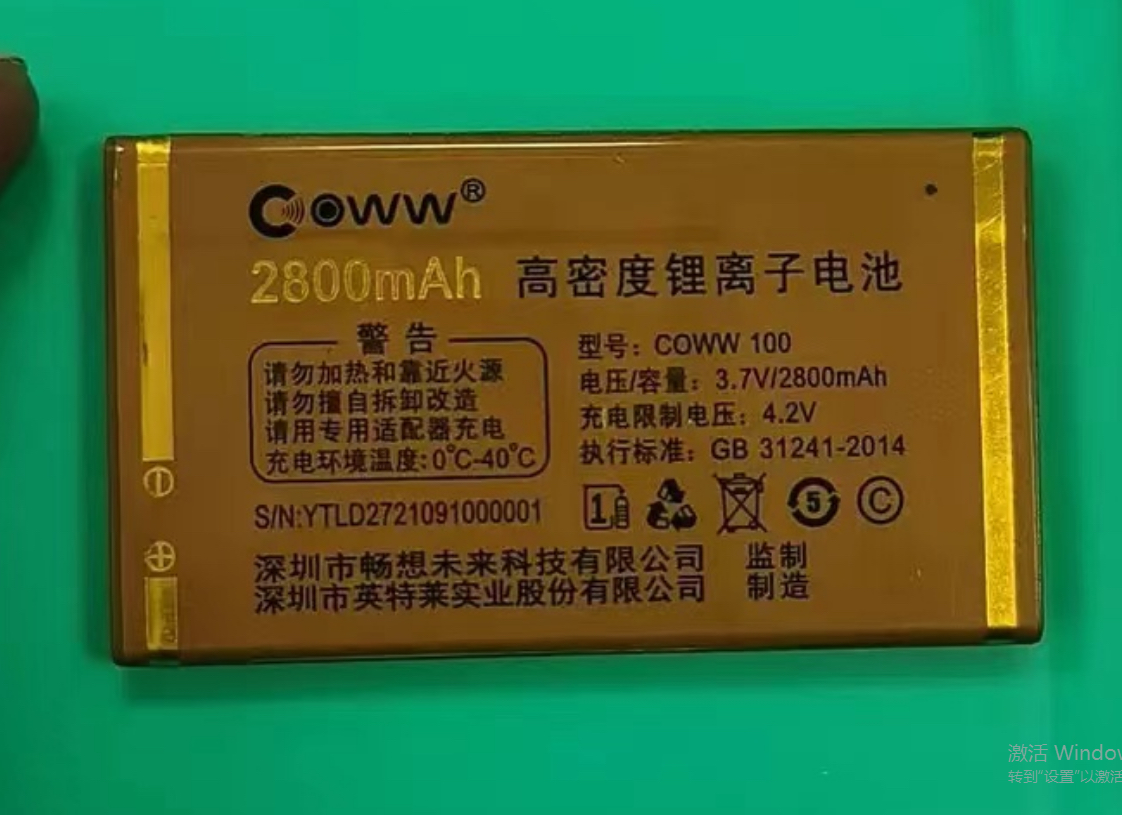 COWW®
2800mAh 高密度锂离子电池
警告
请勿加热和靠近火源
请勿擅自拆卸改造
请用专用适配器充电
充电环境温度:0°C-40°C
型号：COWW 100
电压/容量：3.7V/2800mAh
充电限制电压：4.2V
执行标准：GB 31241-2014
S/N:YTLD2721091000001
1
5
C
深圳市畅想未来科技有限公司 监制
深圳市英特莱实业股份有限公司 制造
激活 Window
转到"设置"以激活